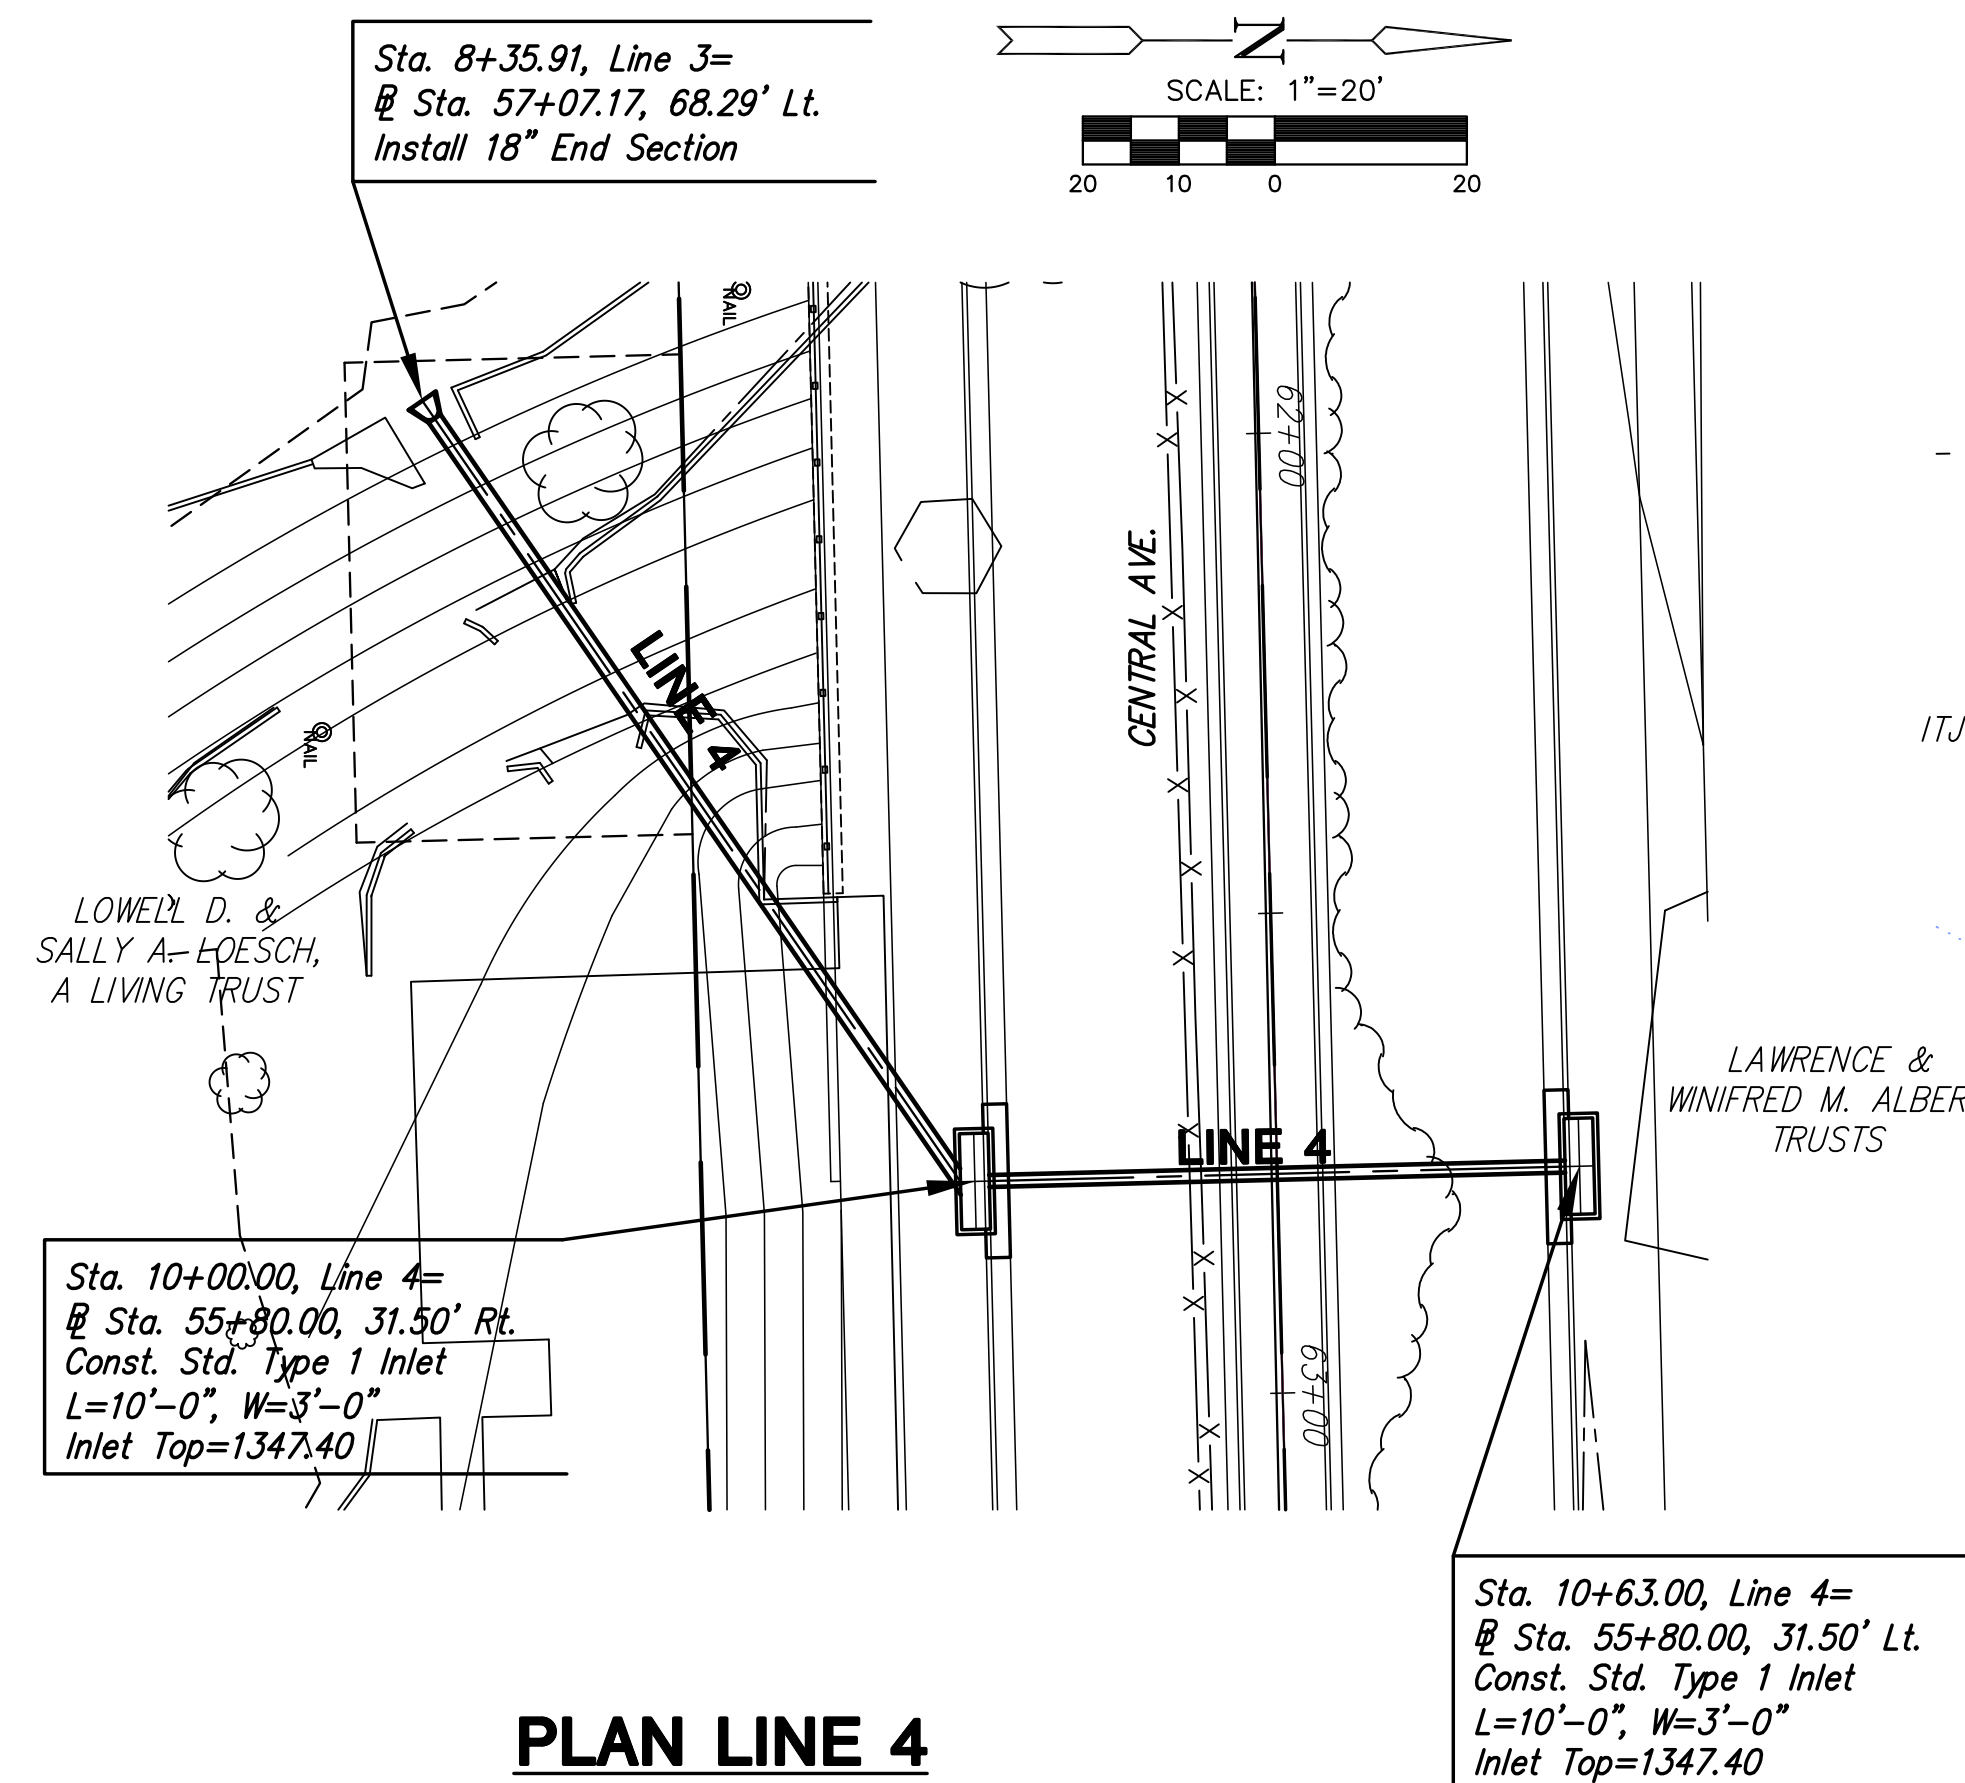 Sta. 8+35.91, Line 3=
℄ Sta. 57+07.17, 68.29' Lt.
Install 18" End Section
N
SCALE: 1"=20'
20 10 0 20
NAIL
62+00
CENTRAL AVE.
LINE 4
ITJ
NAIL
LOWELL D. &
SALLY A. LOESCH,
A LIVING TRUST
LAWRENCE &
WINIFRED M. ALBER
TRUSTS
LINE 4
Sta. 10+00.00, Line 4=
℄ Sta. 55+80.00, 31.50' Rt.
Const. Std. Type 1 Inlet
L=10'-0", W=3'-0"
Inlet Top=1347.40
63+00
Sta. 10+63.00, Line 4=
℄ Sta. 55+80.00, 31.50' Lt.
Const. Std. Type 1 Inlet
L=10'-0", W=3'-0"
Inlet Top=1347.40
PLAN LINE 4